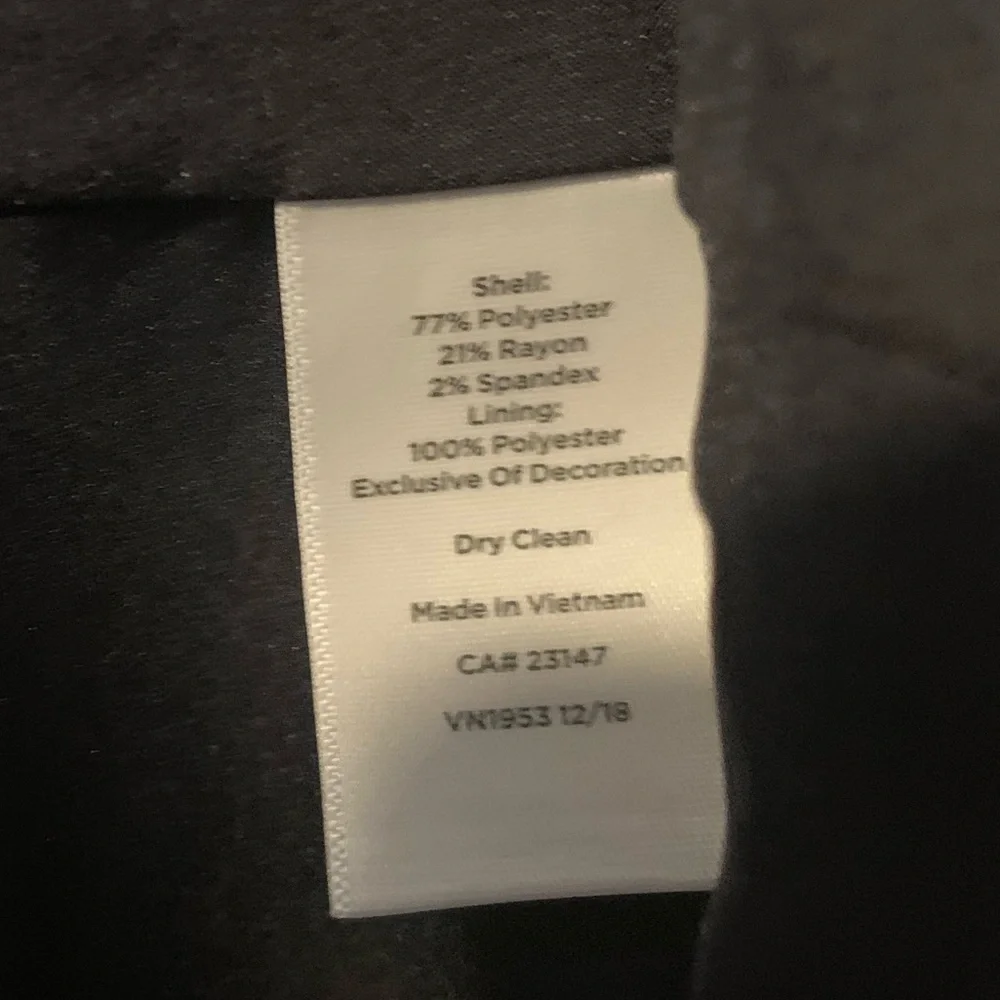 Shell:
77% Polyester
21% Rayon
2% Spandex
Lining:
100% Polyester
Exclusive Of Decoration
Dry Clean
Made In Vietnam
CA# 23147
VN1953 12/18